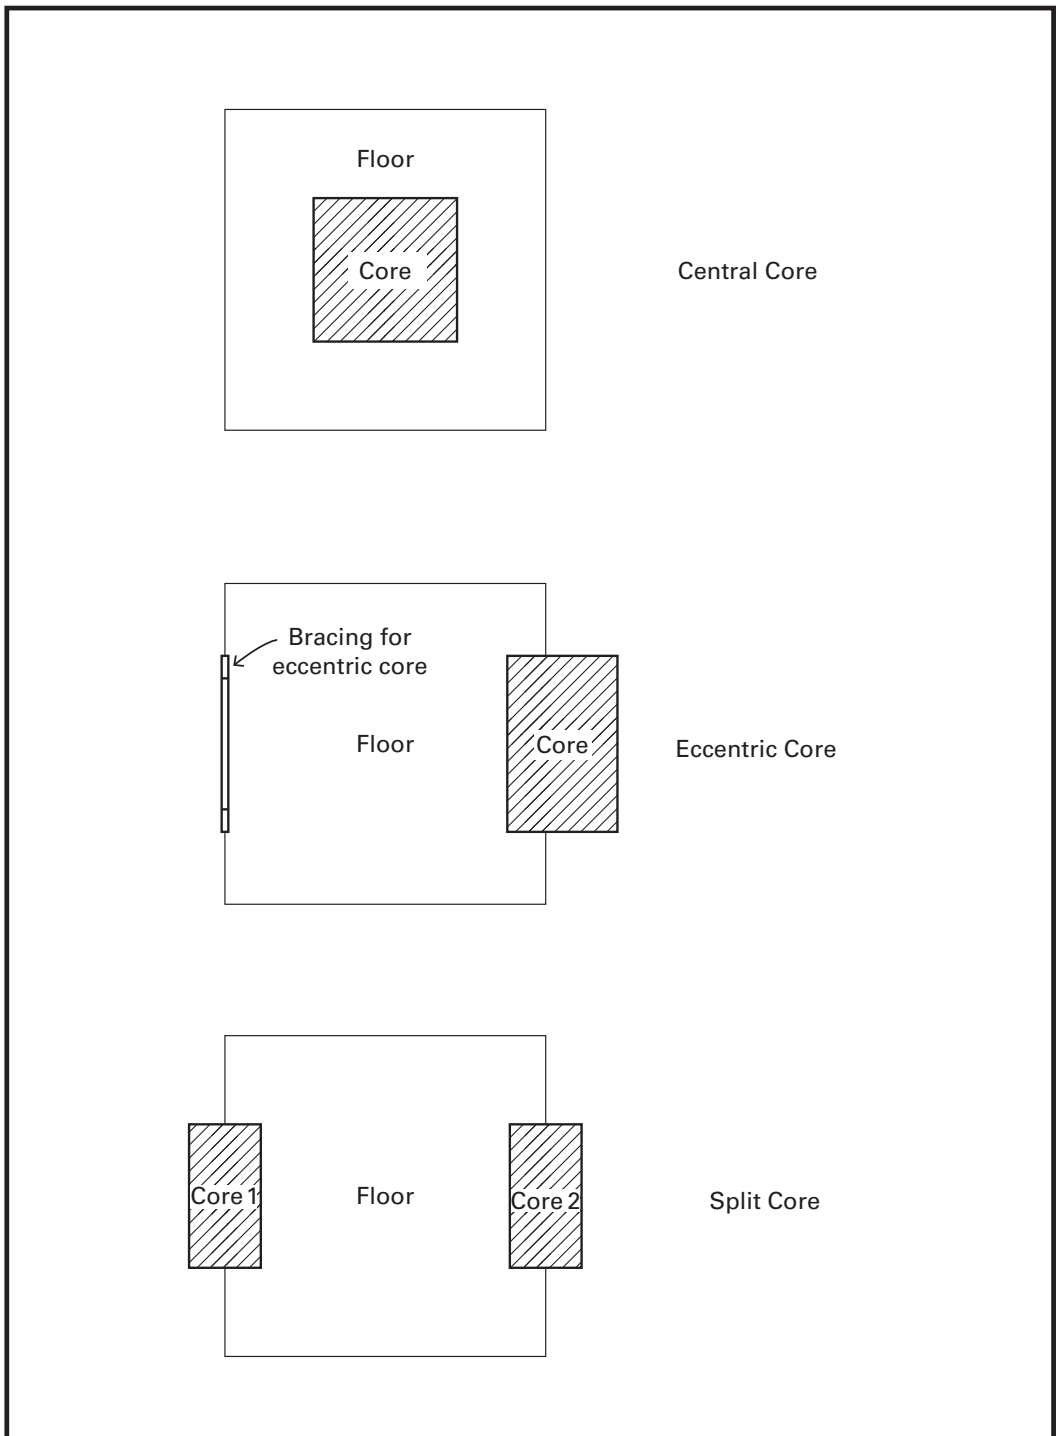 Floor
Core
Central Core
Bracing for
eccentric core
Floor
Core
Eccentric Core
Core 1
Floor
Core 2
Split Core